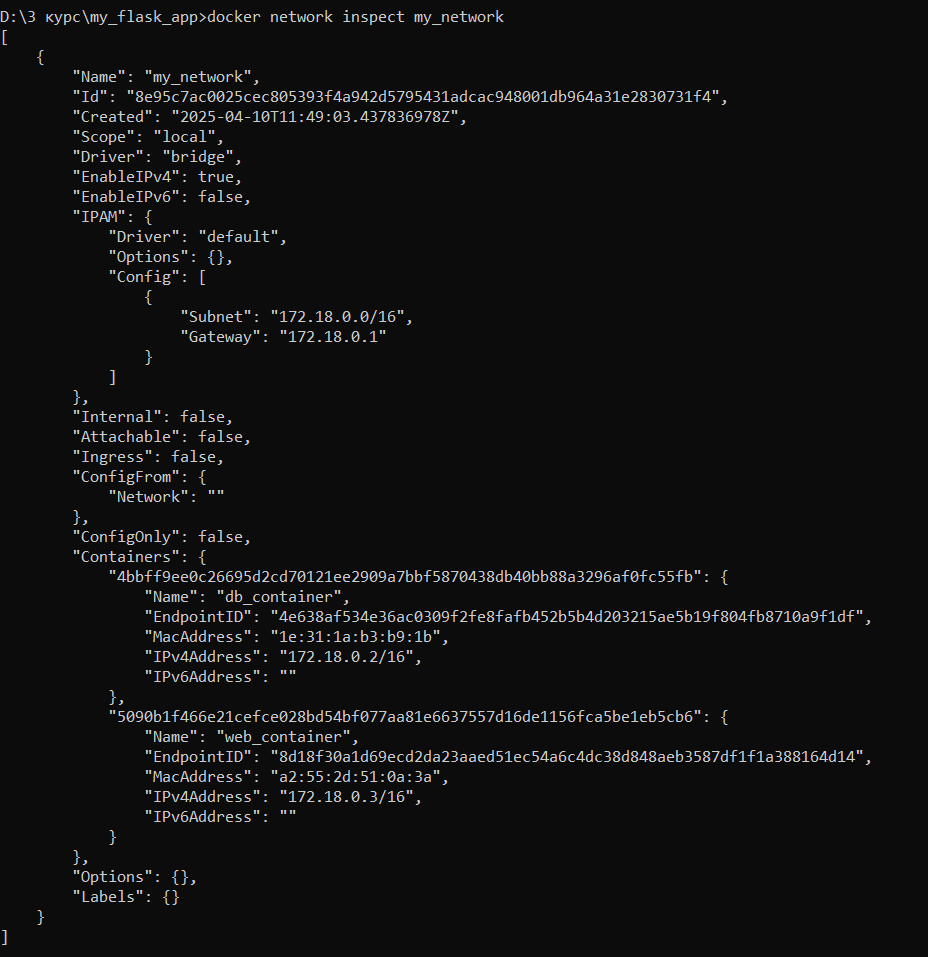 D:\3 курс\my_flask_app>docker network inspect my_network
[
    {
        "Name": "my_network",
        "Id": "8e95c7ac0025cec805393f4a942d5795431adcac948001db964a31e2830731f4",
        "Created": "2025-04-10T11:49:03.437836978Z",
        "Scope": "local",
        "Driver": "bridge",
        "EnableIPv4": true,
        "EnableIPv6": false,
        "IPAM": {
            "Driver": "default",
            "Options": {},
            "Config": [
                {
                    "Subnet": "172.18.0.0/16",
                    "Gateway": "172.18.0.1"
                }
            ]
        },
        "Internal": false,
        "Attachable": false,
        "Ingress": false,
        "ConfigFrom": {
            "Network": ""
        },
        "ConfigOnly": false,
        "Containers": {
            "4bbff9ee0c26695d2cd70121ee2909a7bbf5870438db40bb88a3296af0fc55fb": {
                "Name": "db_container",
                "EndpointID": "4e638af534e36ac0309f2fe8fafb452b5b4d203215ae5b19f804fb8710a9f1df",
                "MacAddress": "1e:31:1a:b3:b9:1b",
                "IPv4Address": "172.18.0.2/16",
                "IPv6Address": ""
            },
            "5090b1f466e21cefce028bd54bf077aa81e6637557d16de1156fca5be1eb5cb6": {
                "Name": "web_container",
                "EndpointID": "8d18f30a1d69ecd2da23aaed51ec54a6c4dc38d848aeb3587df1f1a388164d14",
                "MacAddress": "a2:55:2d:51:0a:3a",
                "IPv4Address": "172.18.0.3/16",
                "IPv6Address": ""
            }
        },
        "Options": {},
        "Labels": {}
    }
]